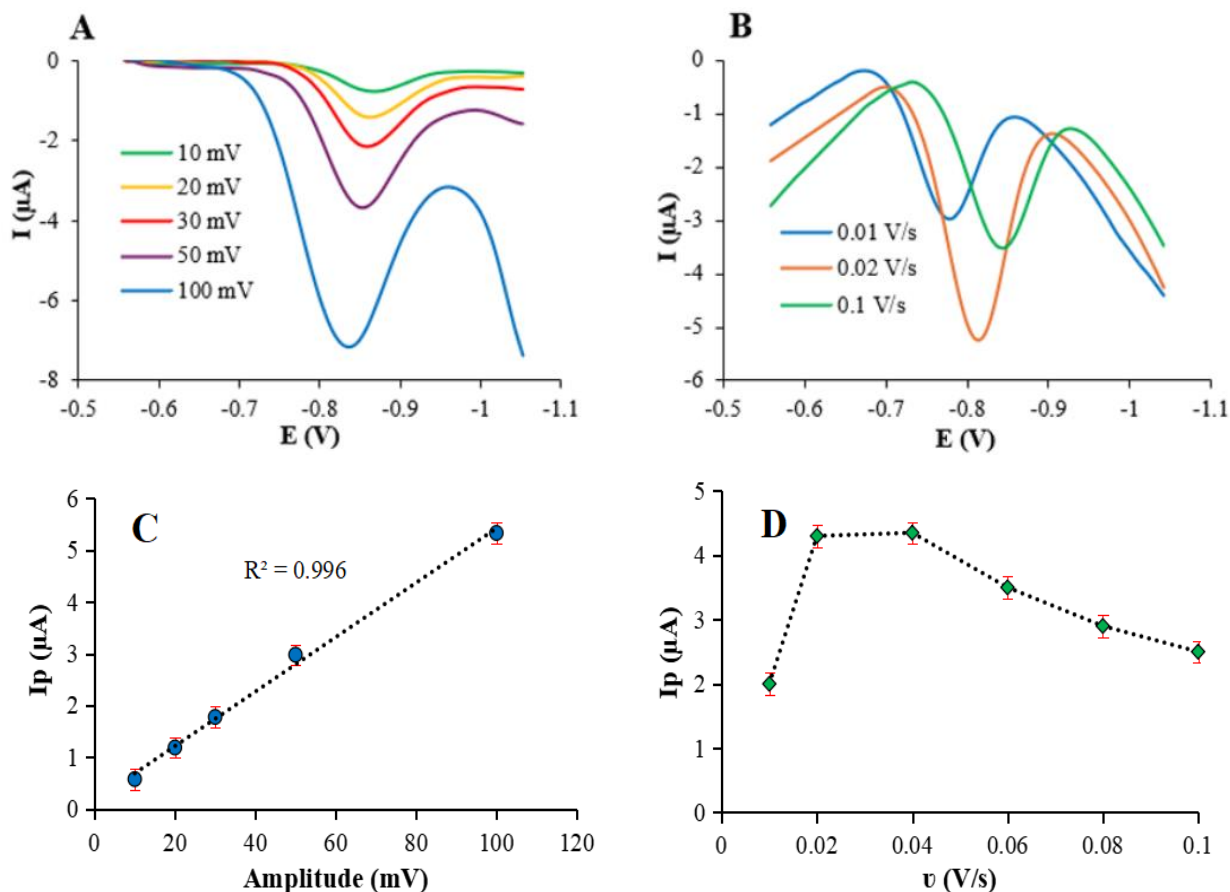 A
0
-2
-4
-6
-8
I (µA)
10 mV
20 mV
30 mV
50 mV
100 mV
-0.5 -0.6 -0.7 -0.8 -0.9 -1 -1.1
E (V)
B
0
-1
-2
-3
-4
-5
-6
I (µA)
0.01 V/s
0.02 V/s
0.1 V/s
-0.5 -0.6 -0.7 -0.8 -0.9 -1 -1.1
E (V)
C
6
5
4
3
2
1
0
Ip (µA)
R² = 0.996
0 20 40 60 80 100 120
Amplitude (mV)
D
5
4
3
2
1
0
Ip (µA)
0 0.02 0.04 0.06 0.08 0.1
υ (V/s)